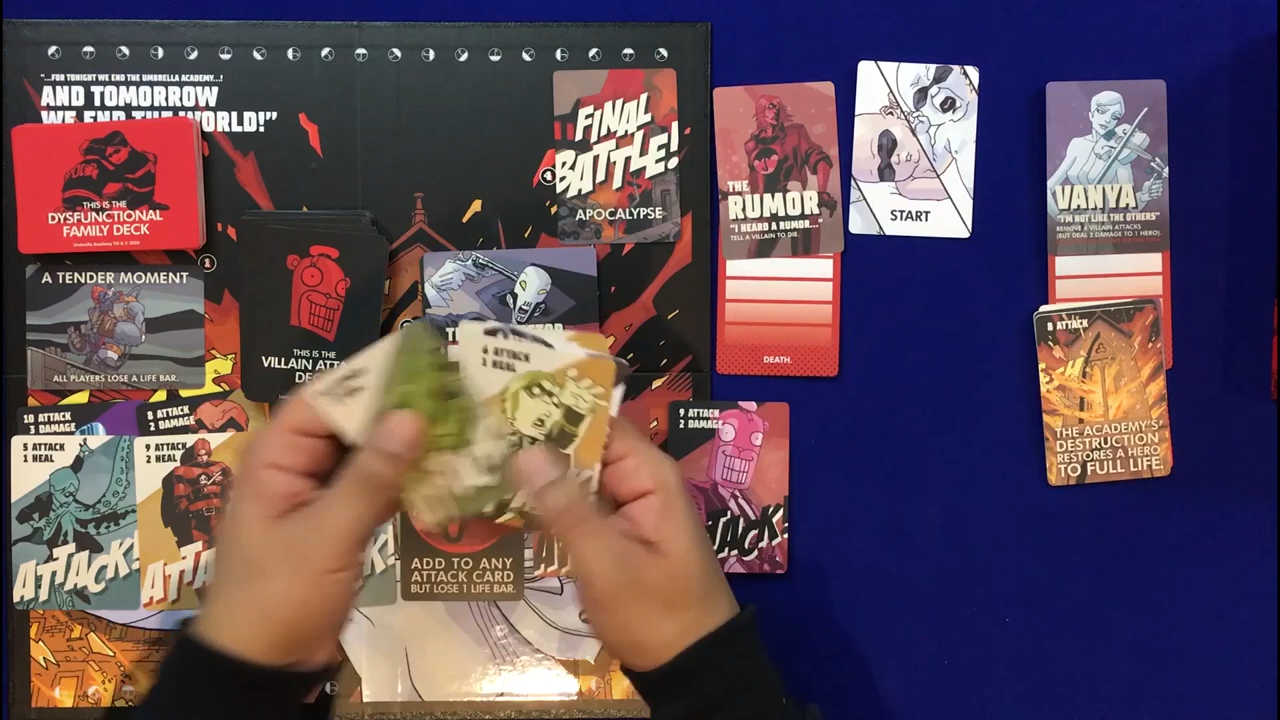 "...FOR TONIGHT WE END THE UMBRELLA ACADEMY...!
AND TOMORROW
WE END THE WORLD!"
THIS IS THE
DYSFUNCTIONAL
FAMILY DECK
A TENDER MOMENT
ALL PLAYERS LOSE A LIFE BAR.
1
THIS IS THE
VILLAIN
FINAL
BATTLE!
APOCALYPSE
THE
RUMOR
"I HEARD A RUMOR..."
TELL A VILLAIN TO DIE.
DEATH.
START
VANYA
"I'M NOT LIKE THE OTHERS"
REMOVE 4 VILLAIN ATTACKS
(BUT DEAL 2 DAMAGE TO 1 HERO).
8 ATTACK
THE ACADEMY'S
DESTRUCTION
RESTORES A HERO
TO FULL LIFE.
10 ATTACK
3 DAMAGE
8 ATTACK
2 DAMAGE
5 ATTACK
1 HEAL
ATTACK!
9 ATTACK
2 HEAL
ADD TO ANY
ATTACK CARD
BUT LOSE 1 LIFE BAR.
9 ATTACK
2 DAMAGE
ATTACK!